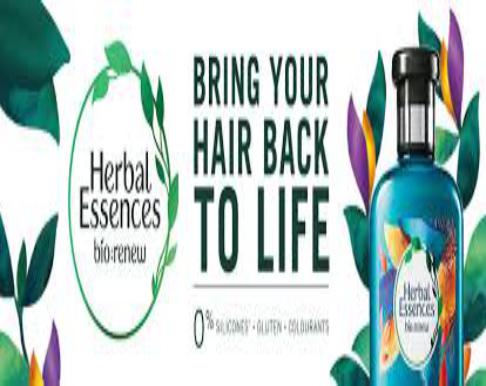 Herbal
Essences
bio:renew
BRING YOUR
HAIR BACK
TO LIFE
0% SILICONES* • GLUTEN • COLOURANTS
Herbal
Essences
bio:renew